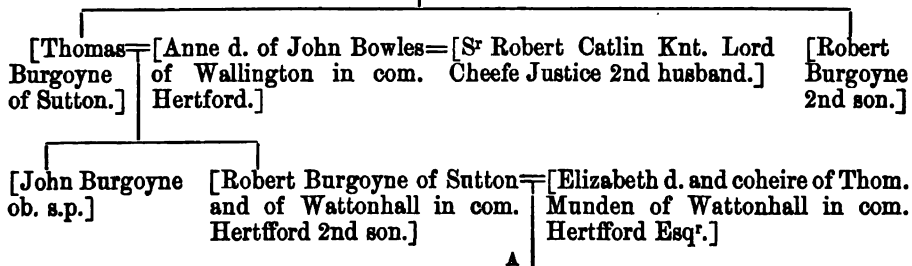 [Thomas=[Anne d. of John Bowles=[Sʳ Robert Catlin Knt. Lord [Robert
Burgoyne of Wallington in com. Cheefe Justice 2nd husband.] Burgoyne
of Sutton.] Hertford.] 2nd son.]
[John Burgoyne [Robert Burgoyne of Sutton=[Elizabeth d. and coheire of Thom.
ob. s.p.] and of Wattonhall in com. Munden of Wattonhall in com.
Hertfford 2nd son.] Hertfford Esqʳ.]
A